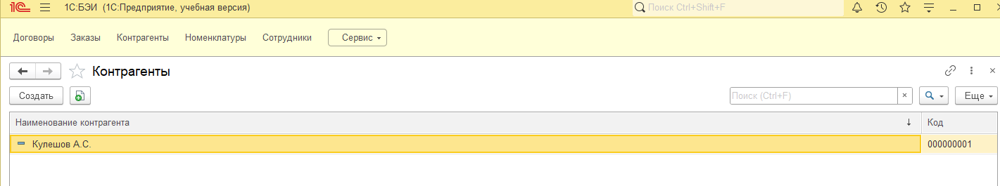 1С 1С:БЭИ (1С:Предприятие, учебная версия) Поиск Ctrl+Shift+F
Договоры Заказы Контрагенты Номенклатуры Сотрудники Сервис
Контрагенты
Создать Поиск (Ctrl+F) × Еще
Наименование контрагента ↓ Код
Кулешов А.С. 000000001